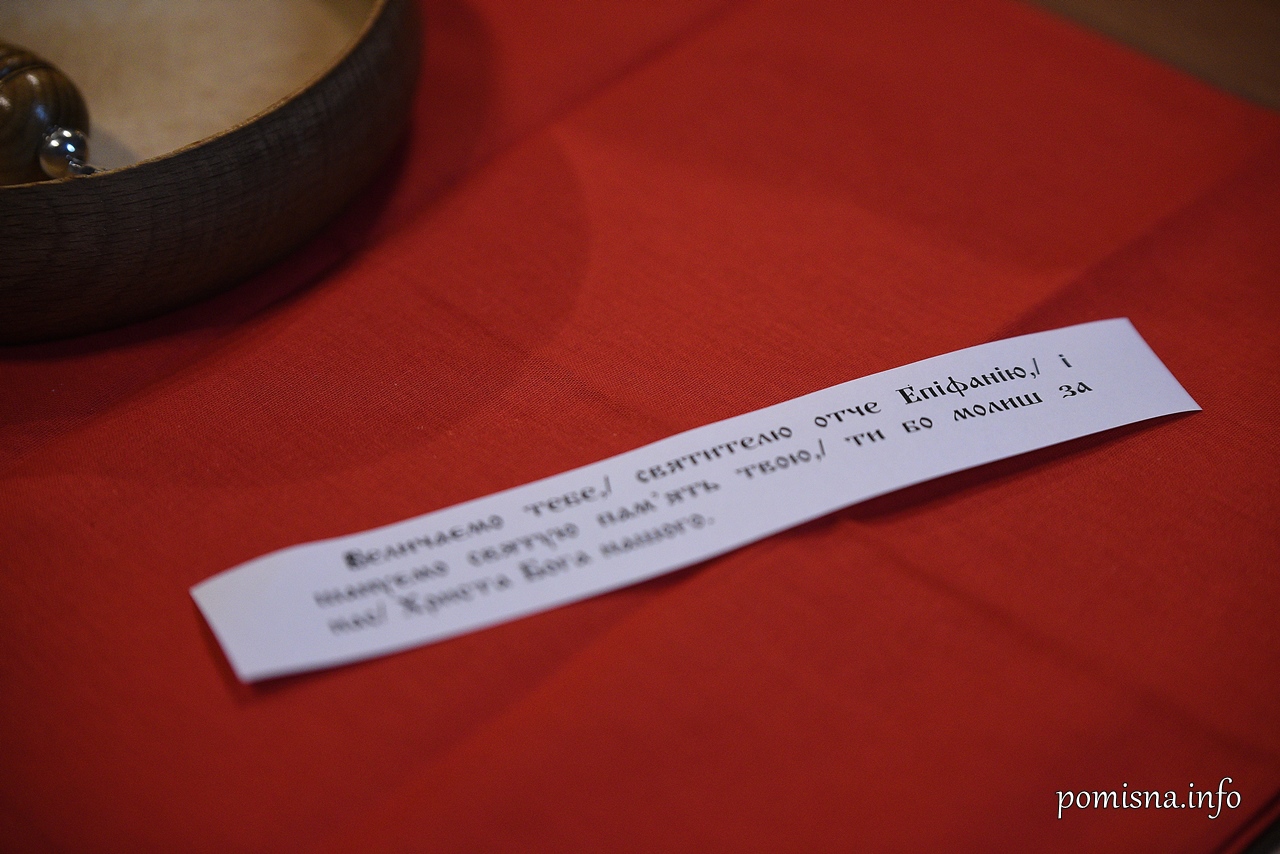 Величаємо тебе,/ святителю отче Епіфанію,/ і
шануємо святую пам'ять твою,/ ти бо молиш за
нас/ Христа Бога нашого.
pomisna.info